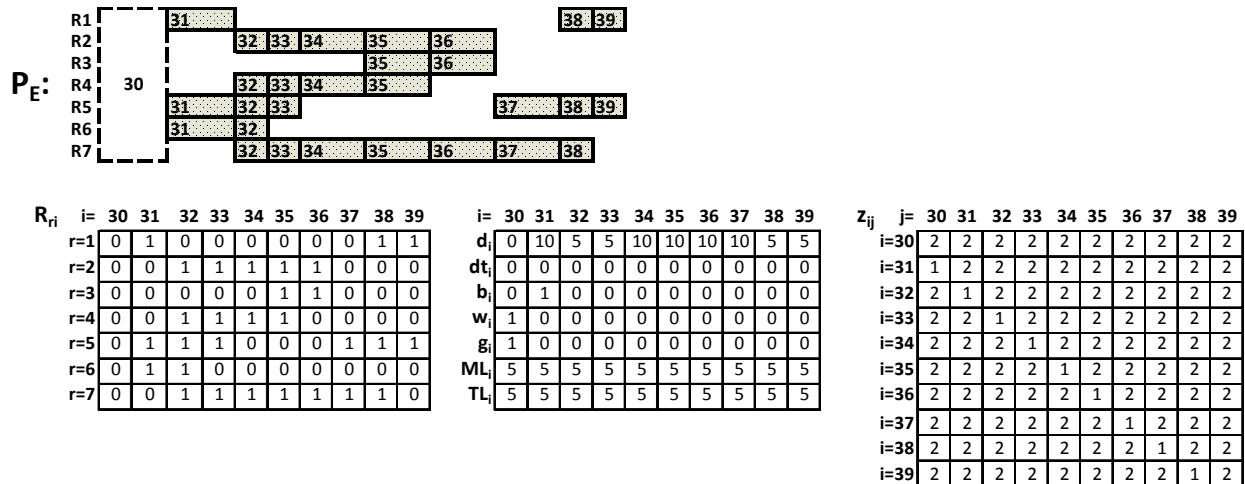 R1 31 38 39
R2 32 33 34 35 36
R3 35 36
P_E: R4 30 32 33 34 35
R5 31 32 33 37 38 39
R6 31 32
R7 32 33 34 35 36 37 38
R_ri i= 30 31 32 33 34 35 36 37 38 39
r=1 0 1 0 0 0 0 0 0 1 1
r=2 0 0 1 1 1 1 1 0 0 0
r=3 0 0 0 0 0 1 1 0 0 0
r=4 0 0 1 1 1 1 0 0 0 0
r=5 0 1 1 1 0 0 0 1 1 1
r=6 0 1 1 0 0 0 0 0 0 0
r=7 0 0 1 1 1 1 1 1 1 0
i= 30 31 32 33 34 35 36 37 38 39
d_i 0 10 5 5 10 10 10 10 5 5
dt_i 0 0 0 0 0 0 0 0 0 0
b_i 0 1 0 0 0 0 0 0 0 0
w_i 1 0 0 0 0 0 0 0 0 0
g_i 1 0 0 0 0 0 0 0 0 0
ML_i 5 5 5 5 5 5 5 5 5 5
TL_i 5 5 5 5 5 5 5 5 5 5
z_ij j= 30 31 32 33 34 35 36 37 38 39
i=30 2 2 2 2 2 2 2 2 2 2
i=31 1 2 2 2 2 2 2 2 2 2
i=32 2 1 2 2 2 2 2 2 2 2
i=33 2 2 1 2 2 2 2 2 2 2
i=34 2 2 2 1 2 2 2 2 2 2
i=35 2 2 2 2 1 2 2 2 2 2
i=36 2 2 2 2 2 1 2 2 2 2
i=37 2 2 2 2 2 2 1 2 2 2
i=38 2 2 2 2 2 2 2 1 2 2
i=39 2 2 2 2 2 2 2 2 1 2